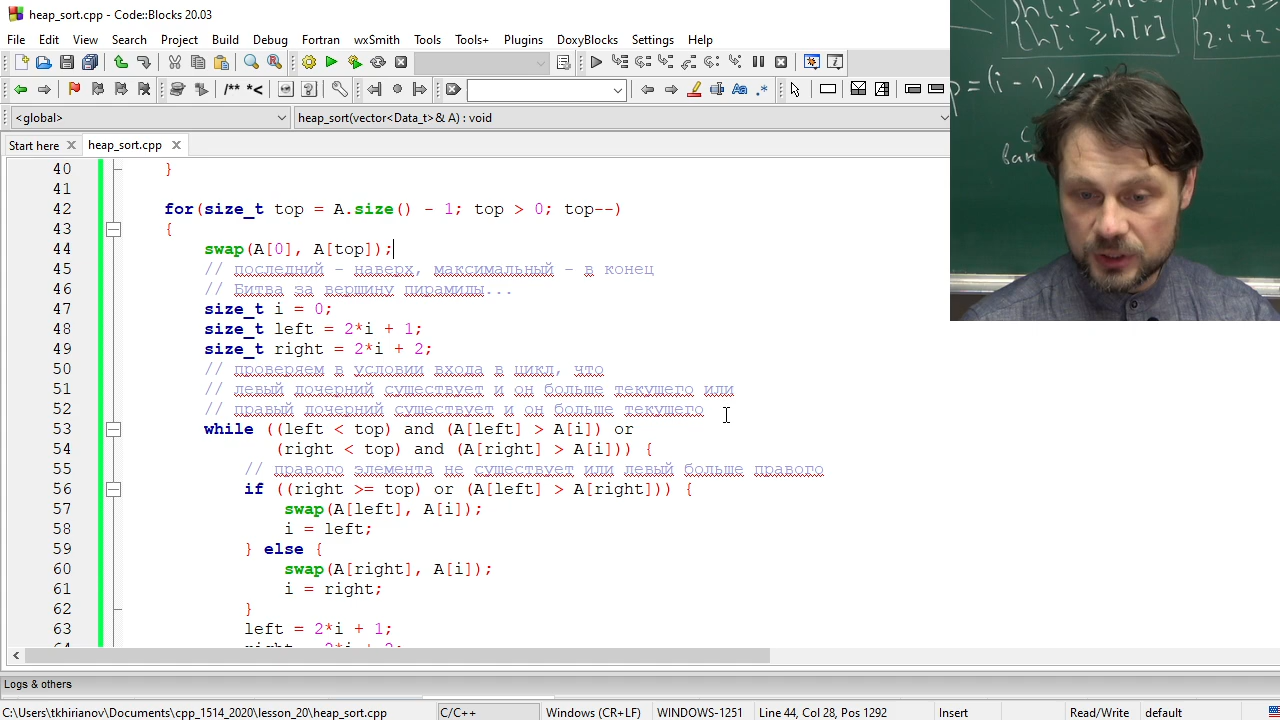 heap_sort.cpp - Code::Blocks 20.03
File Edit View Search Project Build Debug Fortran wxSmith Tools Tools+ Plugins DoxyBlocks Settings Help
/** *<
<global> heap_sort(vector<Data_t>& A) : void
Start here heap_sort.cpp
40 }
41
42 for(size_t top = A.size() - 1; top > 0; top--)
43 {
44 swap(A[0], A[top]);
45 // последний - наверх, максимальный - в конец
46 // Битва за вершину пирамиды...
47 size_t i = 0;
48 size_t left = 2*i + 1;
49 size_t right = 2*i + 2;
50 // проверяем в условии входа в цикл, что
51 // левый дочерний существует и он больше текущего или
52 // правый дочерний существует и он больше текущего
53 while ((left < top) and (A[left] > A[i]) or
54 (right < top) and (A[right] > A[i])) {
55 // правого элемента не существует или левый больше правого
56 if ((right >= top) or (A[left] > A[right])) {
57 swap(A[left], A[i]);
58 i = left;
59 } else {
60 swap(A[right], A[i]);
61 i = right;
62 }
63 left = 2*i + 1;
64 right = 2*i + 2;
Logs & others
C:\Users\tkhirianov\Documents\cpp_1514_2020\lesson_20\heap_sort.cpp C/C++ Windows (CR+LF) WINDOWS-1251 Line 44, Col 28, Pos 1292 Insert Read/Write default
h[i] ≥ h[r]
2·i+2
p=(i-1)//2